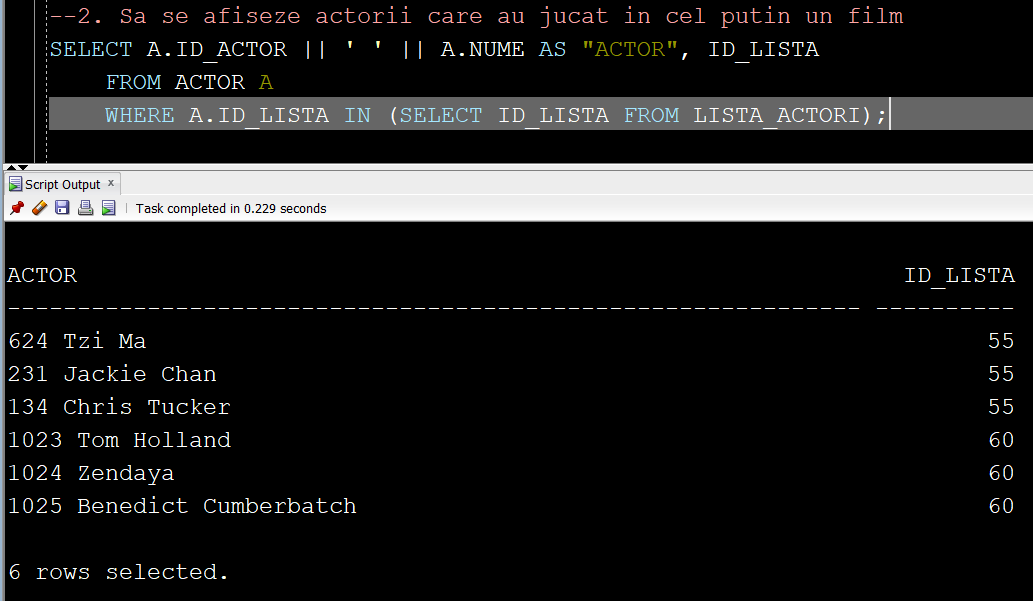 --2. Sa se afiseze actorii care au jucat in cel putin un film
SELECT A.ID_ACTOR || ' ' || A.NUME AS "ACTOR", ID_LISTA
FROM ACTOR A
WHERE A.ID_LISTA IN (SELECT ID_LISTA FROM LISTA_ACTORI);
Script Output x
Task completed in 0.229 seconds
ACTOR ID_LISTA
------------------------------------------------------------- ----------
624 Tzi Ma 55
231 Jackie Chan 55
134 Chris Tucker 55
1023 Tom Holland 60
1024 Zendaya 60
1025 Benedict Cumberbatch 60
6 rows selected.